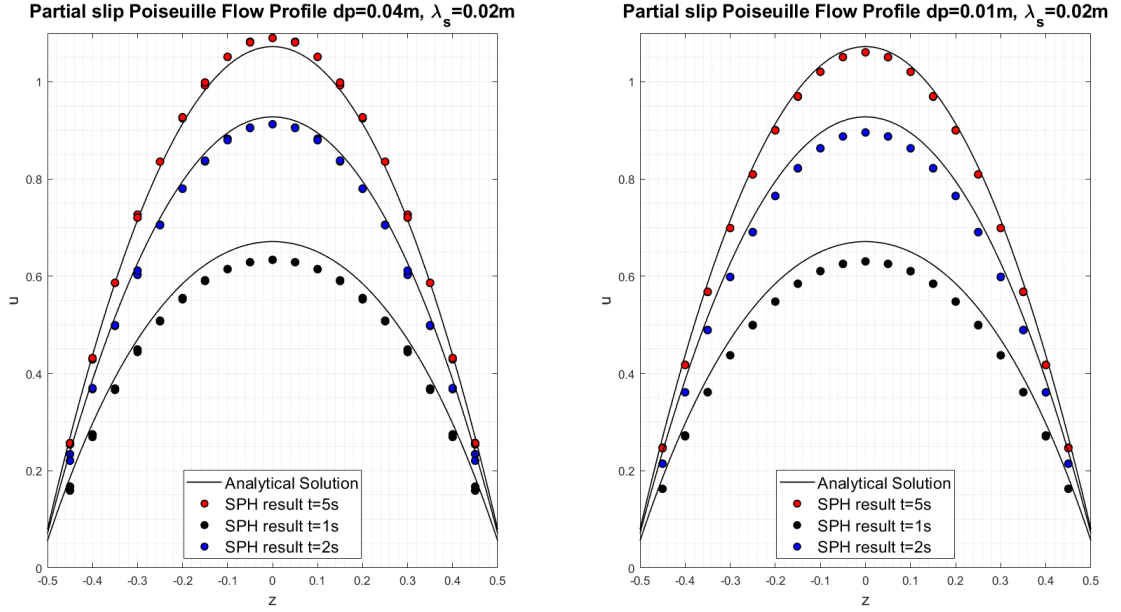 Partial slip Poiseuille Flow Profile dp=0.04m, λs=0.02m
u
1
0.8
0.6
0.4
0.2
0
-0.5 -0.4 -0.3 -0.2 -0.1 0 0.1 0.2 0.3 0.4 0.5
z
Analytical Solution
SPH result t=5s
SPH result t=1s
SPH result t=2s
Partial slip Poiseuille Flow Profile dp=0.01m, λs=0.02m
u
1
0.8
0.6
0.4
0.2
0
-0.5 -0.4 -0.3 -0.2 -0.1 0 0.1 0.2 0.3 0.4 0.5
z
Analytical Solution
SPH result t=5s
SPH result t=1s
SPH result t=2s